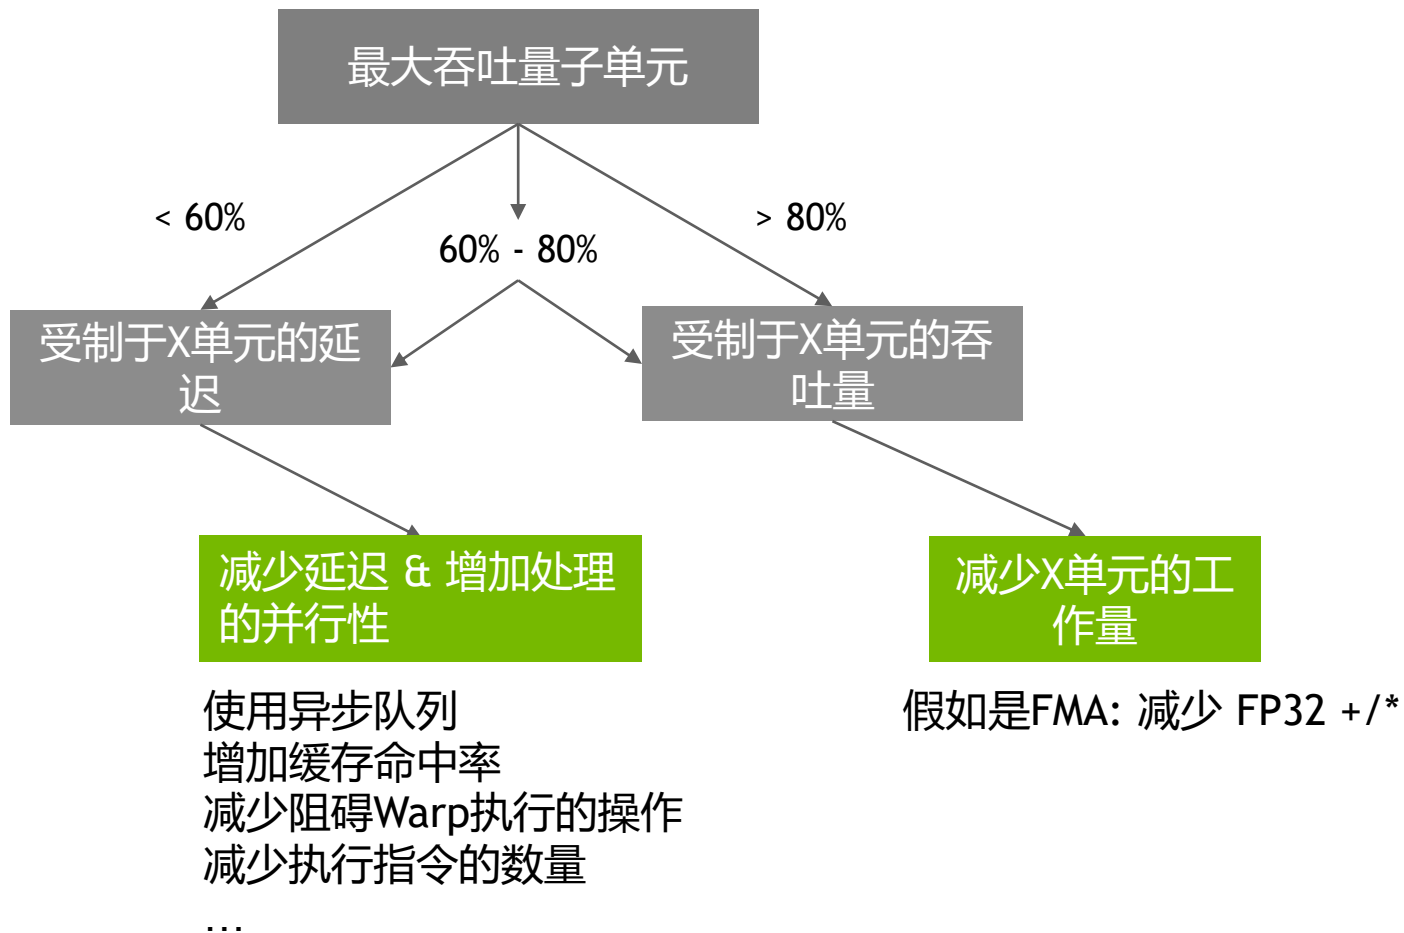 最大吞吐量子单元
< 60%
60% - 80%
> 80%
受制于X单元的延
迟
受制于X单元的吞
吐量
减少延迟 & 增加处理
的并行性
减少X单元的工
作量
使用异步队列
增加缓存命中率
减少阻碍Warp执行的操作
减少执行指令的数量
...
假如是FMA: 减少 FP32 +/*